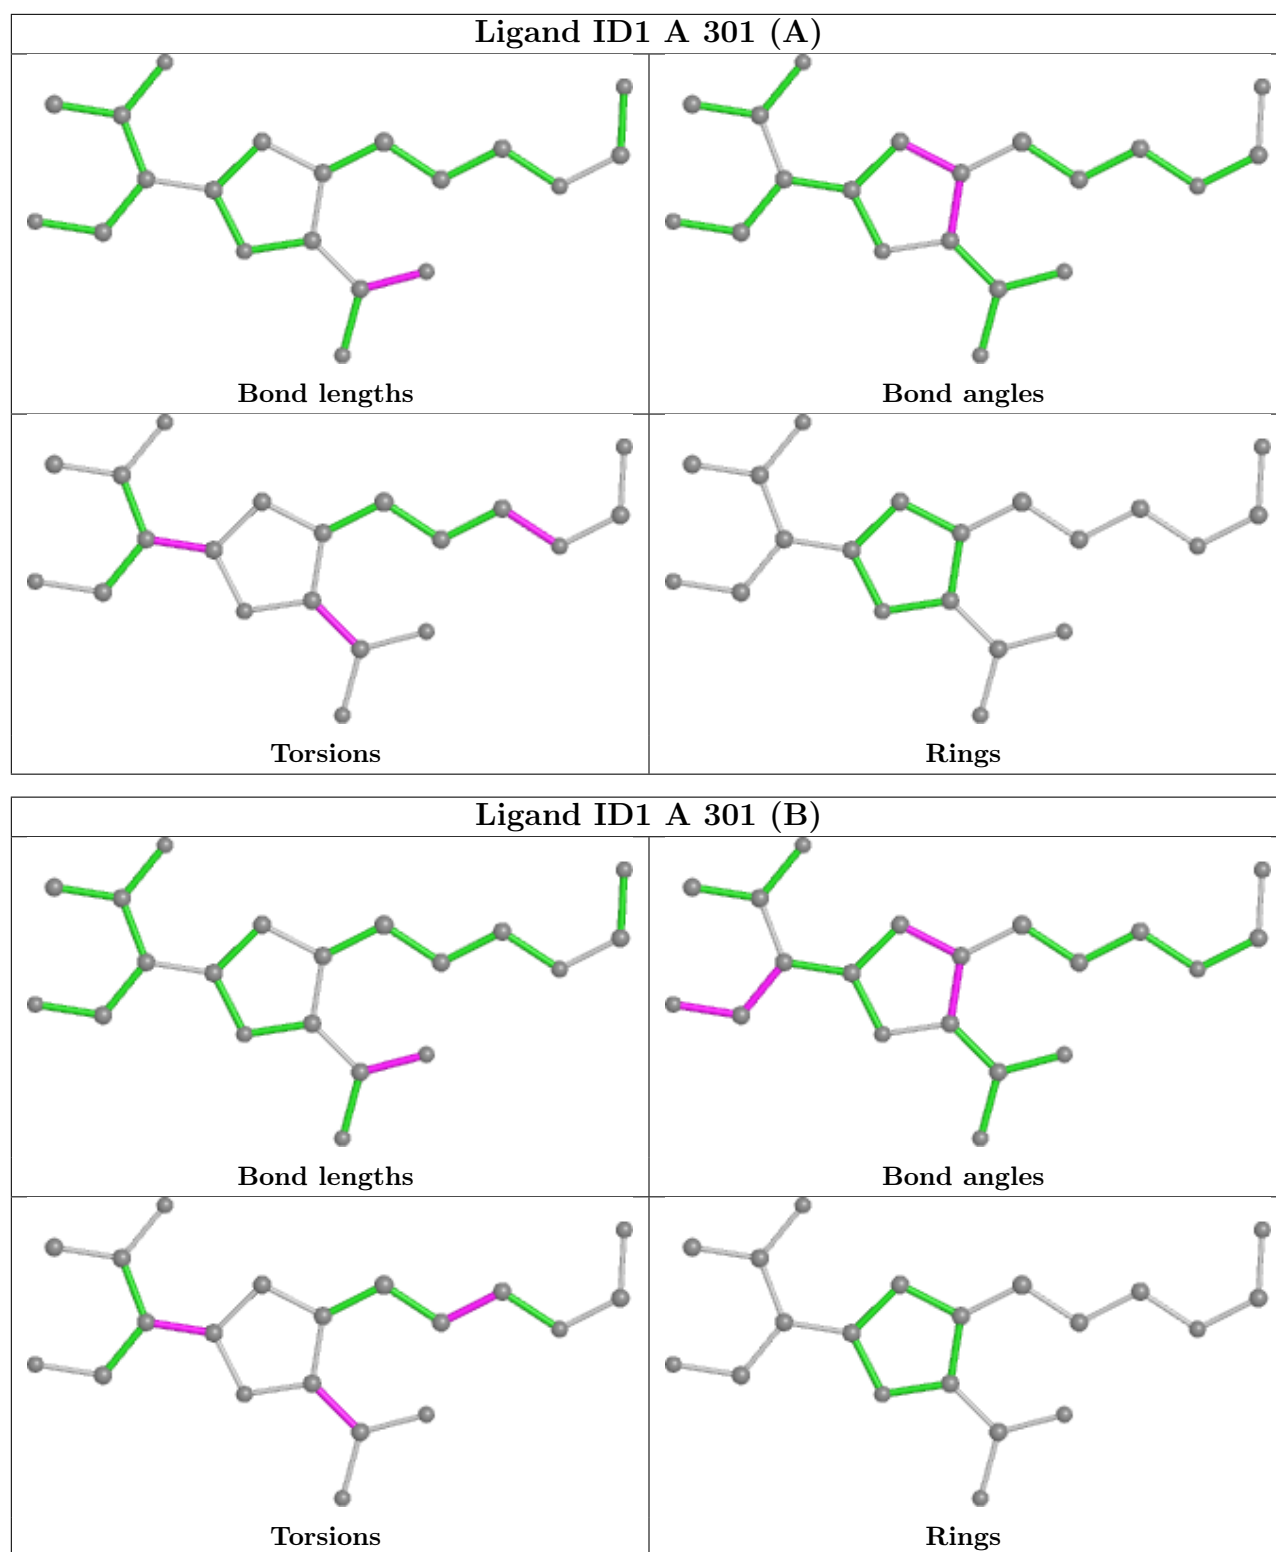 Ligand ID1 A 301 (A)
Bond lengths
Bond angles
Torsions
Rings
Ligand ID1 A 301 (B)
Bond lengths
Bond angles
Torsions
Rings